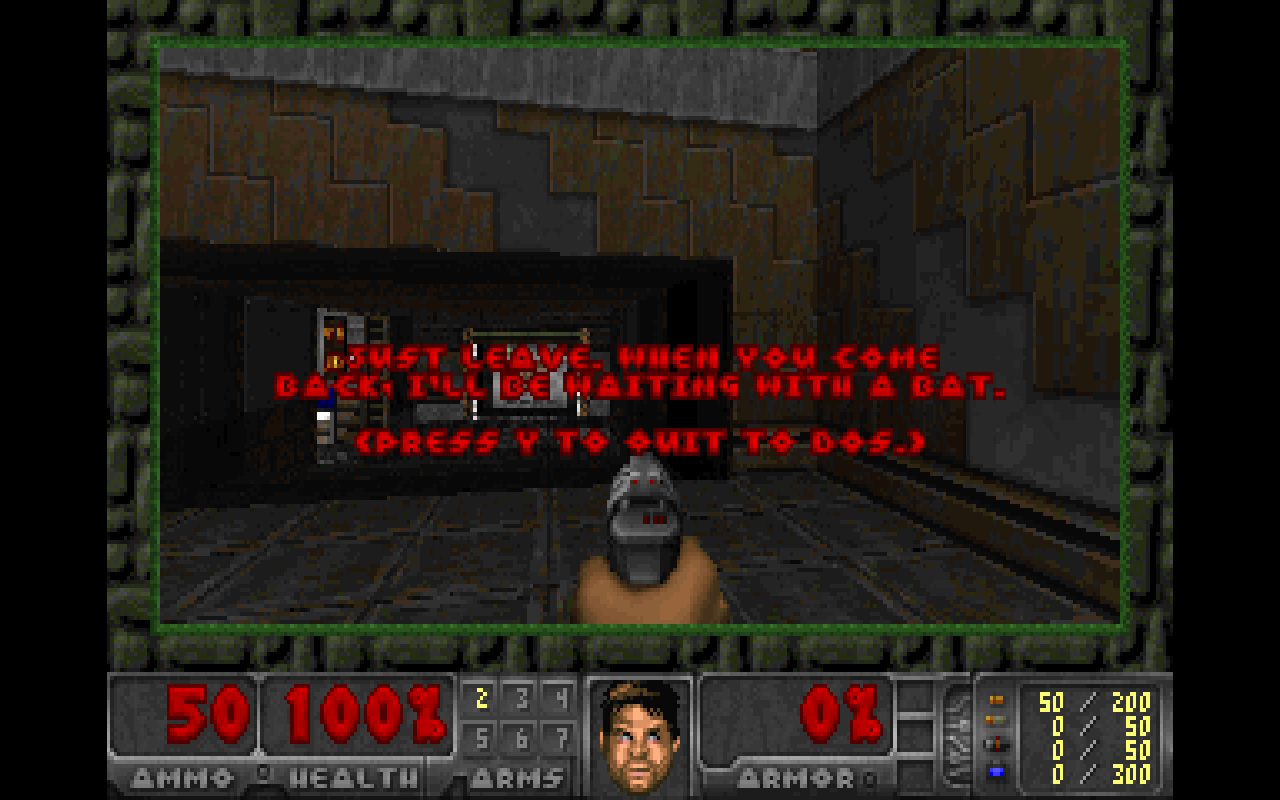 JUST LEAVE. WHEN YOU COME
BACK, I'LL BE WAITING WITH A BAT.
(PRESS Y TO QUIT TO DOS.)
50 100% 2 3 4 0% 50 / 200
0 / 50
5 6 7 0 / 50
0 / 300
AMMO HEALTH ARMS ARMOR